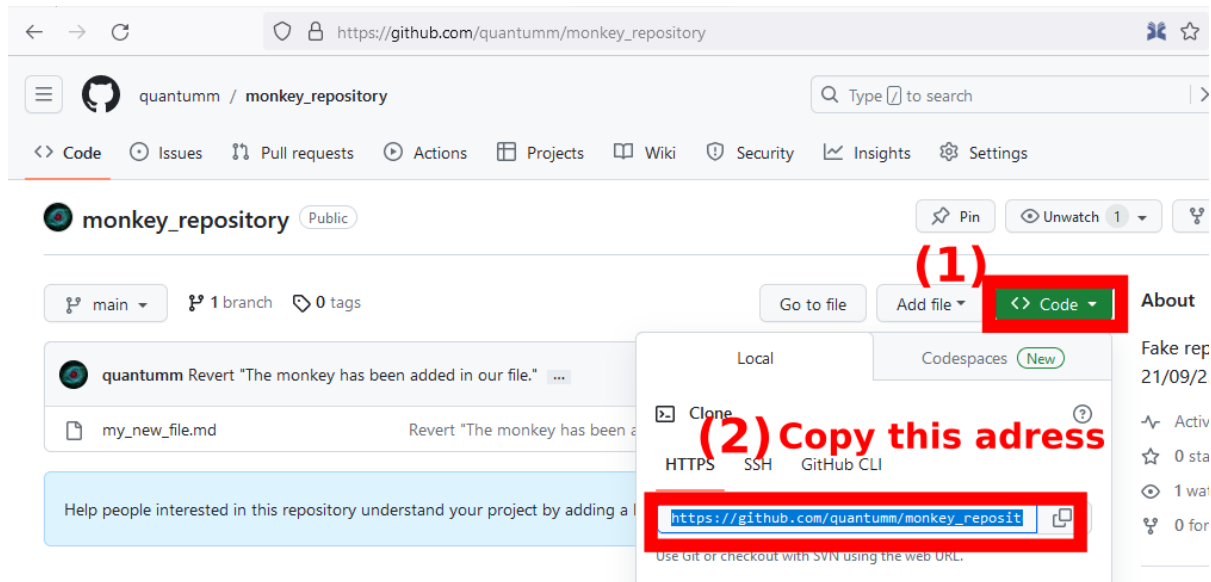 https://github.com/quantumm/monkey_repository
quantumm / monkey_repository
Type / to search
Code Issues Pull requests Actions Projects Wiki Security Insights Settings
monkey_repository Public
Pin Unwatch 1
(1)
main 1 branch 0 tags Go to file Add file <> Code
About
Local Codespaces New
Fake rep
21/09/2
quantumm Revert "The monkey has been added in our file." ...
Clone
Activ
my_new_file.md Revert "The monkey has been a
(2) Copy this adress
0 sta
HTTPS SSH GitHub CLI
1 wat
Help people interested in this repository understand your project by adding a
https://github.com/quantumm/monkey_reposit
0 for
Use Git or checkout with SVN using the web URL.